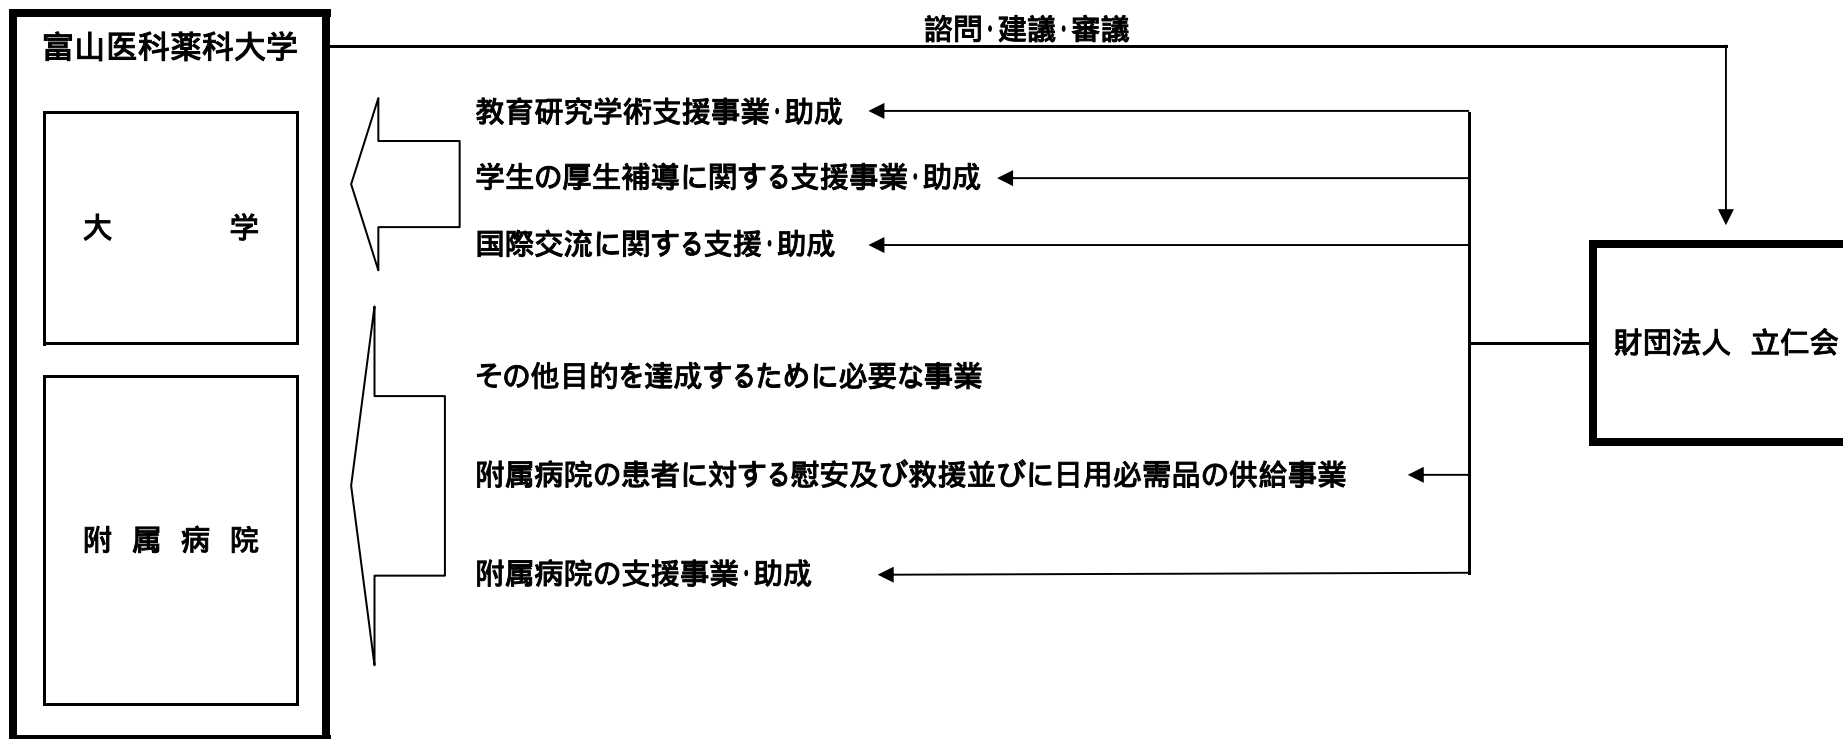 諮問･建議･審議
富山医科薬科大学
教育研究学術支援事業･助成
学生の厚生補導に関する支援事業･助成
大 学
国際交流に関する支援･助成
財団法人 立仁会
その他目的を達成するために必要な事業
附属病院の患者に対する慰安及び救援並びに日用必需品の供給事業
附 属 病 院
附属病院の支援事業･助成